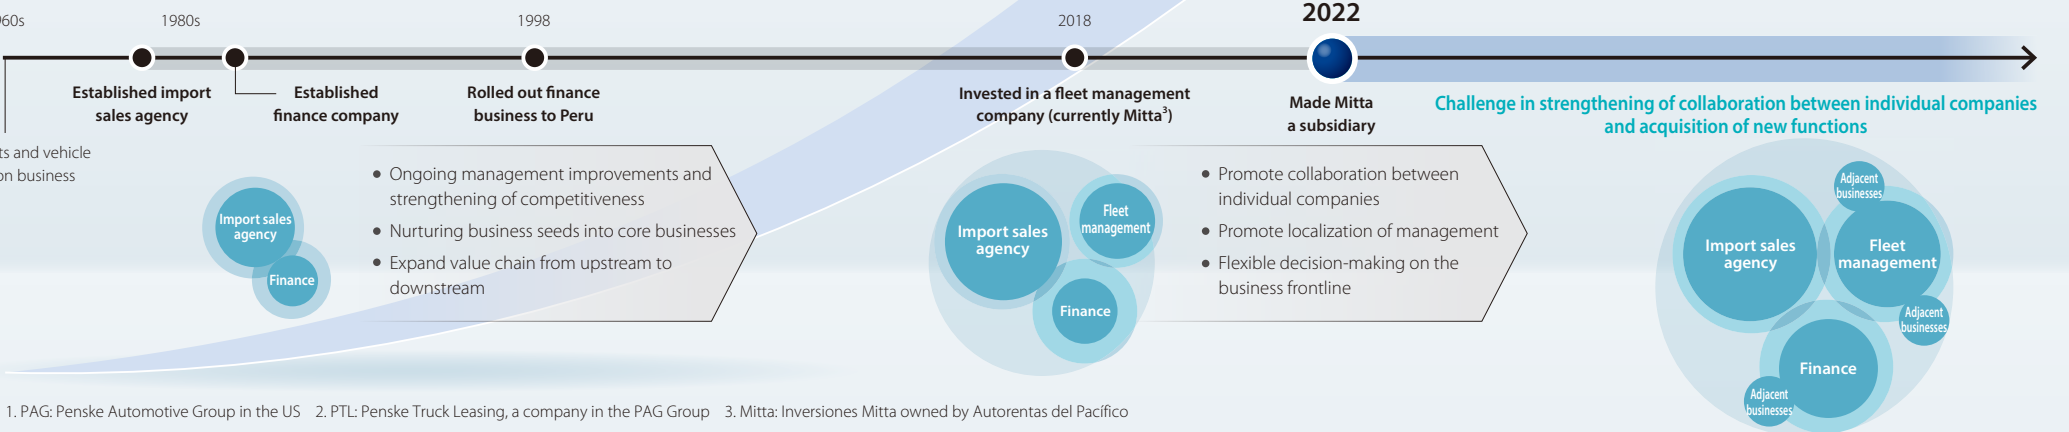 60s
1980s
1998
2018
2022
Established import
sales agency
Established
finance company
Rolled out finance
business to Peru
Invested in a fleet management
company (currently Mitta3)
Made Mitta
a subsidiary
Challenge in strengthening of collaboration between individual companies
and acquisition of new functions
ts and vehicle
on business
Import sales
agency
Finance
• Ongoing management improvements and
strengthening of competitiveness
• Nurturing business seeds into core businesses
• Expand value chain from upstream to
downstream
Import sales
agency
Fleet
management
Finance
• Promote collaboration between
individual companies
• Promote localization of management
• Flexible decision-making on the
business frontline
Adjacent
businesses
Import sales
agency
Fleet
management
Adjacent
businesses
Finance
Adjacent
businesses
1. PAG: Penske Automotive Group in the US 2. PTL: Penske Truck Leasing, a company in the PAG Group 3. Mitta: Inversiones Mitta owned by Autorentas del Pacífico